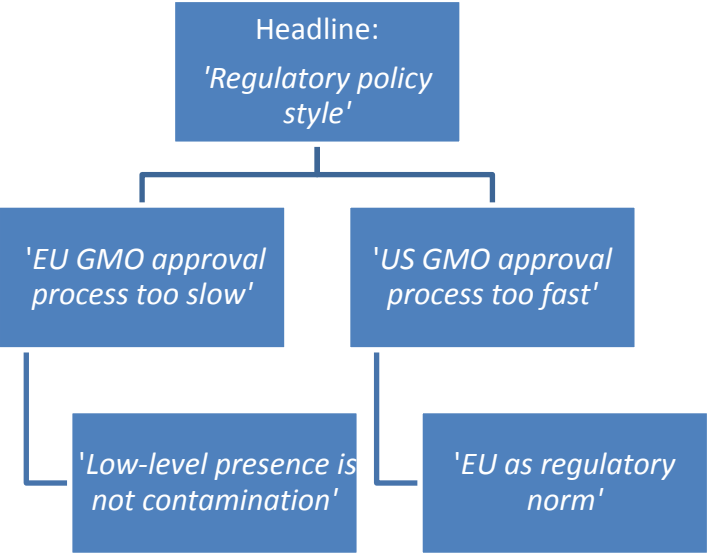 Headline:
'Regulatory policy
style'
'EU GMO approval
process too slow'
'US GMO approval
process too fast'
'Low-level presence is
not contamination'
'EU as regulatory
norm'